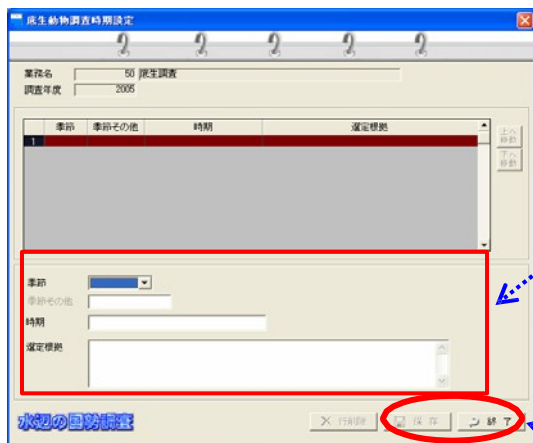 底生動物調査時期設定
業務名 50 底生調査
調査年度 2005
季節 季節その他 時期 選定根拠
上へ移動
1
下へ移動
季節
季節その他
時期
選定根拠
水辺の国勢調査 行削除 保存 終了